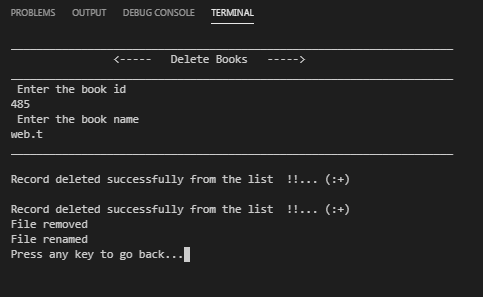 PROBLEMS OUTPUT DEBUG CONSOLE TERMINAL
<-----   Delete Books   ----->
Enter the book id
485
Enter the book name
web.t
Record deleted successfully from the list  !!... (:+)
Record deleted successfully from the list  !!... (:+)
File removed
File renamed
Press any key to go back...